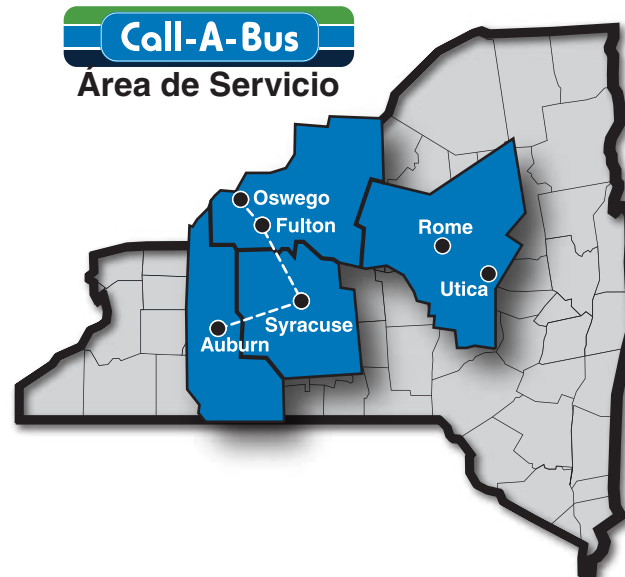 Call-A-Bus
Área de Servicio
Oswego
Fulton
Rome
Utica
Syracuse
Auburn